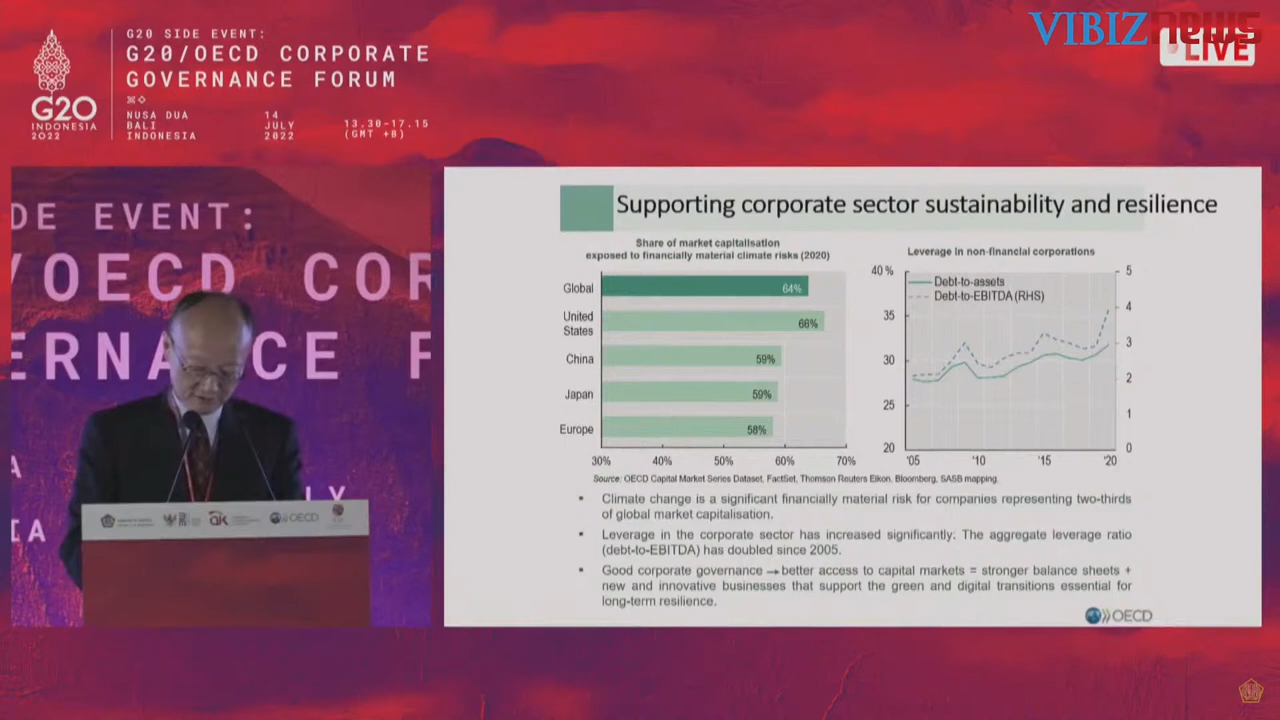 G20 SIDE EVENT:
G20/OECD CORPORATE
GOVERNANCE FORUM
NUSA DUA
BALI
INDONESIA
14
JULY
2022
13.30-17.15
(GMT +8)
G20
INDONESIA
2022
VIBIZnews
LIVE
DE EVENT:
/OECD COR
ERNANCE F
A
LY
IA
OECD
Supporting corporate sector sustainability and resilience
Share of market capitalisation
exposed to financially material climate risks (2020)
Global
64%
United
States
66%
China
59%
Japan
59%
Europe
58%
30% 40% 50% 60% 70%
Leverage in non-financial corporations
40 %
35
30
25
20
Debt-to-assets
Debt-to-EBITDA (RHS)
5
4
3
2
1
0
'05 '10 '15 '20
Source: OECD Capital Market Series Dataset, FactSet, Thomson Reuters Eikon, Bloomberg, SASB mapping.
▪ Climate change is a significant financially material risk for companies representing two-thirds
of global market capitalisation.
▪ Leverage in the corporate sector has increased significantly. The aggregate leverage ratio
(debt-to-EBITDA) has doubled since 2005.
▪ Good corporate governance →better access to capital markets = stronger balance sheets +
new and innovative businesses that support the green and digital transitions essential for
long-term resilience.
OECD